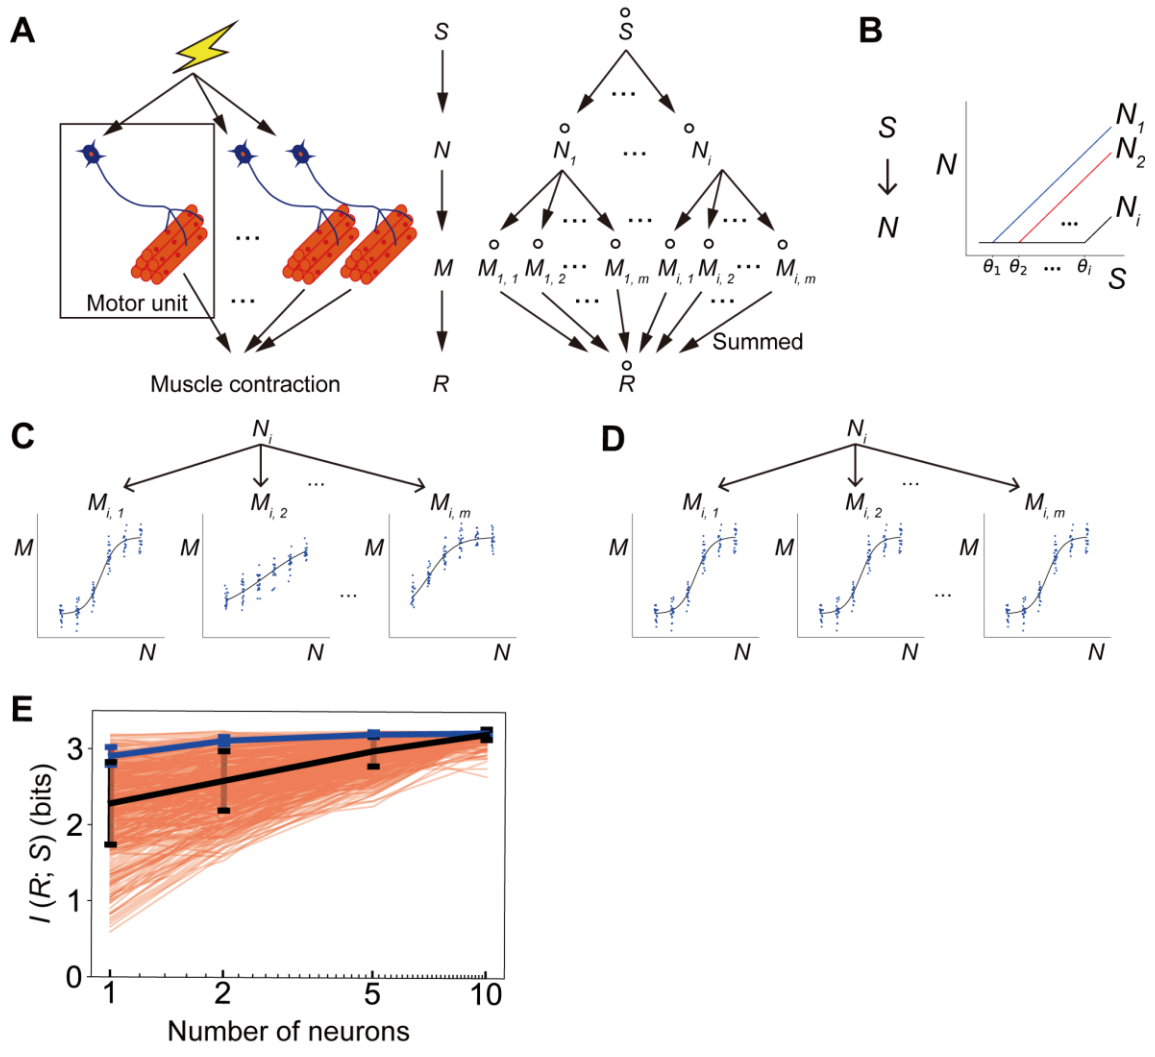 A
S
N
M
R
Motor unit
...
...
Muscle contraction
S
...
N1 ... Ni
... ... ...
M1, 1 M1, 2 ... M1, m Mi, 1 Mi, 2 ... Mi, m
... ...
Summed
R
B
S
N
N
N1
N2
... Ni
θ1 θ2 ... θi
S
C
Ni
...
Mi, 1 Mi, 2 Mi, m
M M ... M
N N N
D
Ni
...
Mi, 1 Mi, 2 Mi, m
M M ... M
N N N
E
I (R; S) (bits)
3
2
1
0
1 2 5 10
Number of neurons